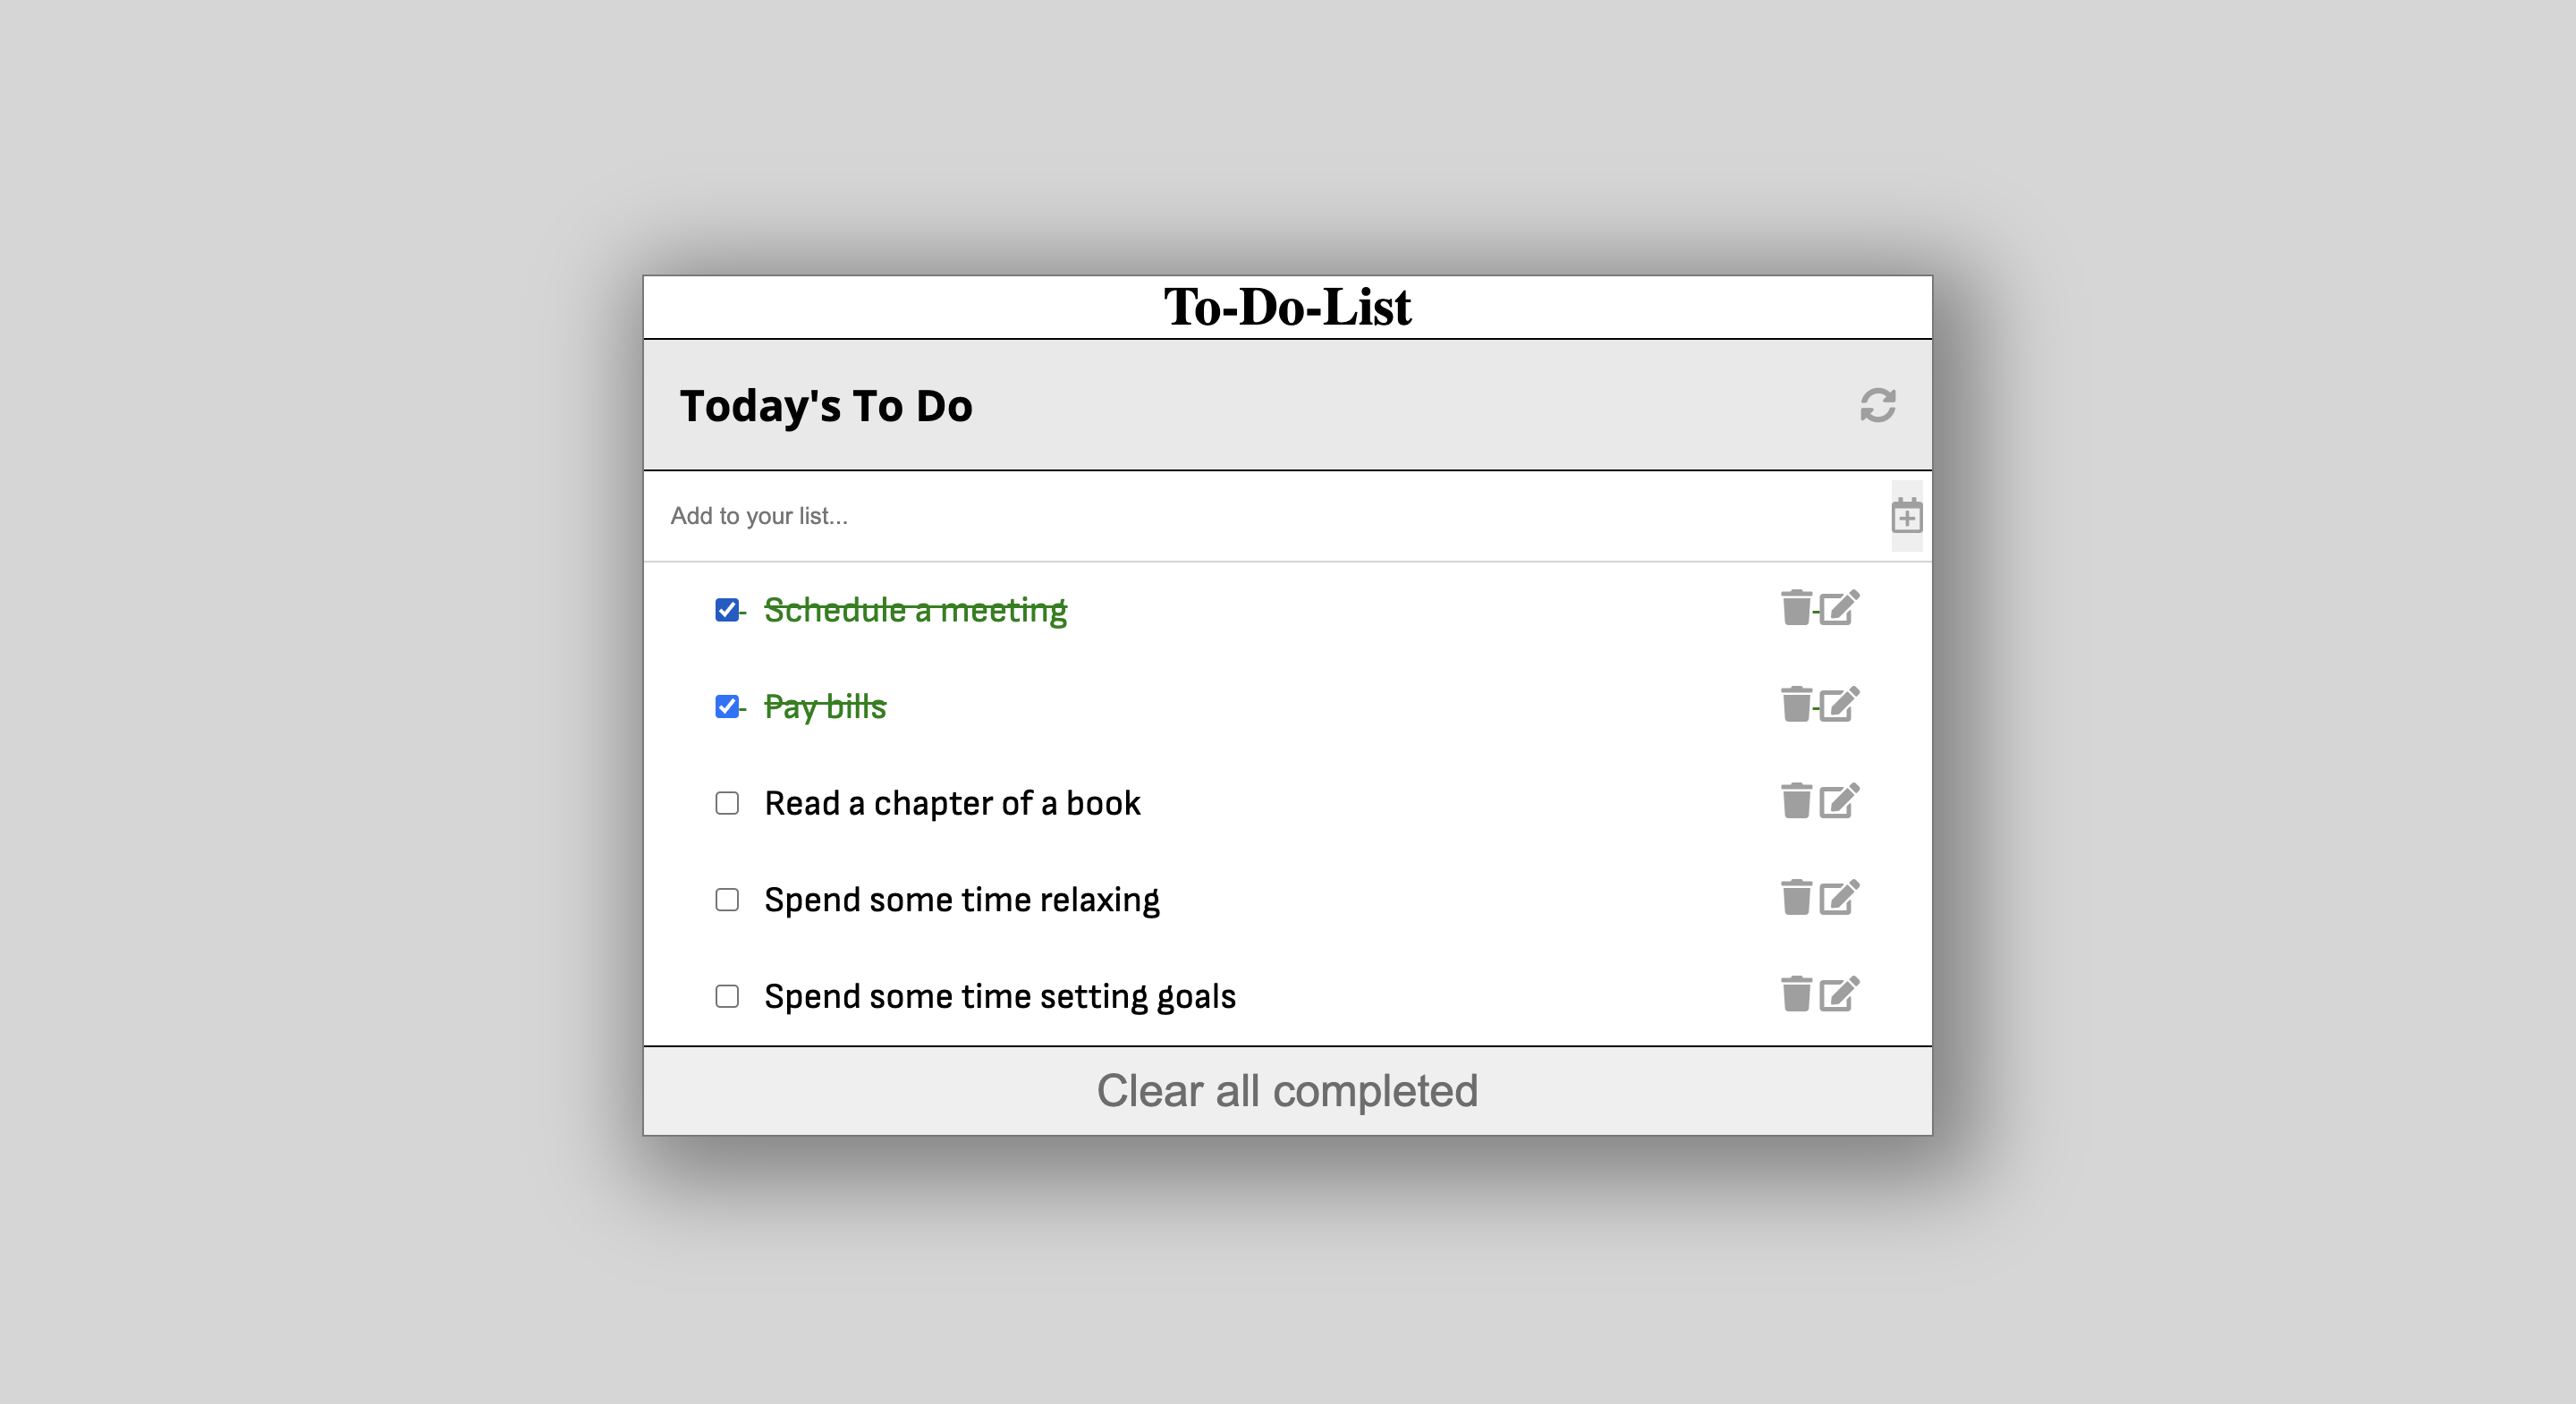 To-Do-List
Today's To Do
Add to your list...
Schedule a meeting
Pay bills
Read a chapter of a book
Spend some time relaxing
Spend some time setting goals
Clear all completed